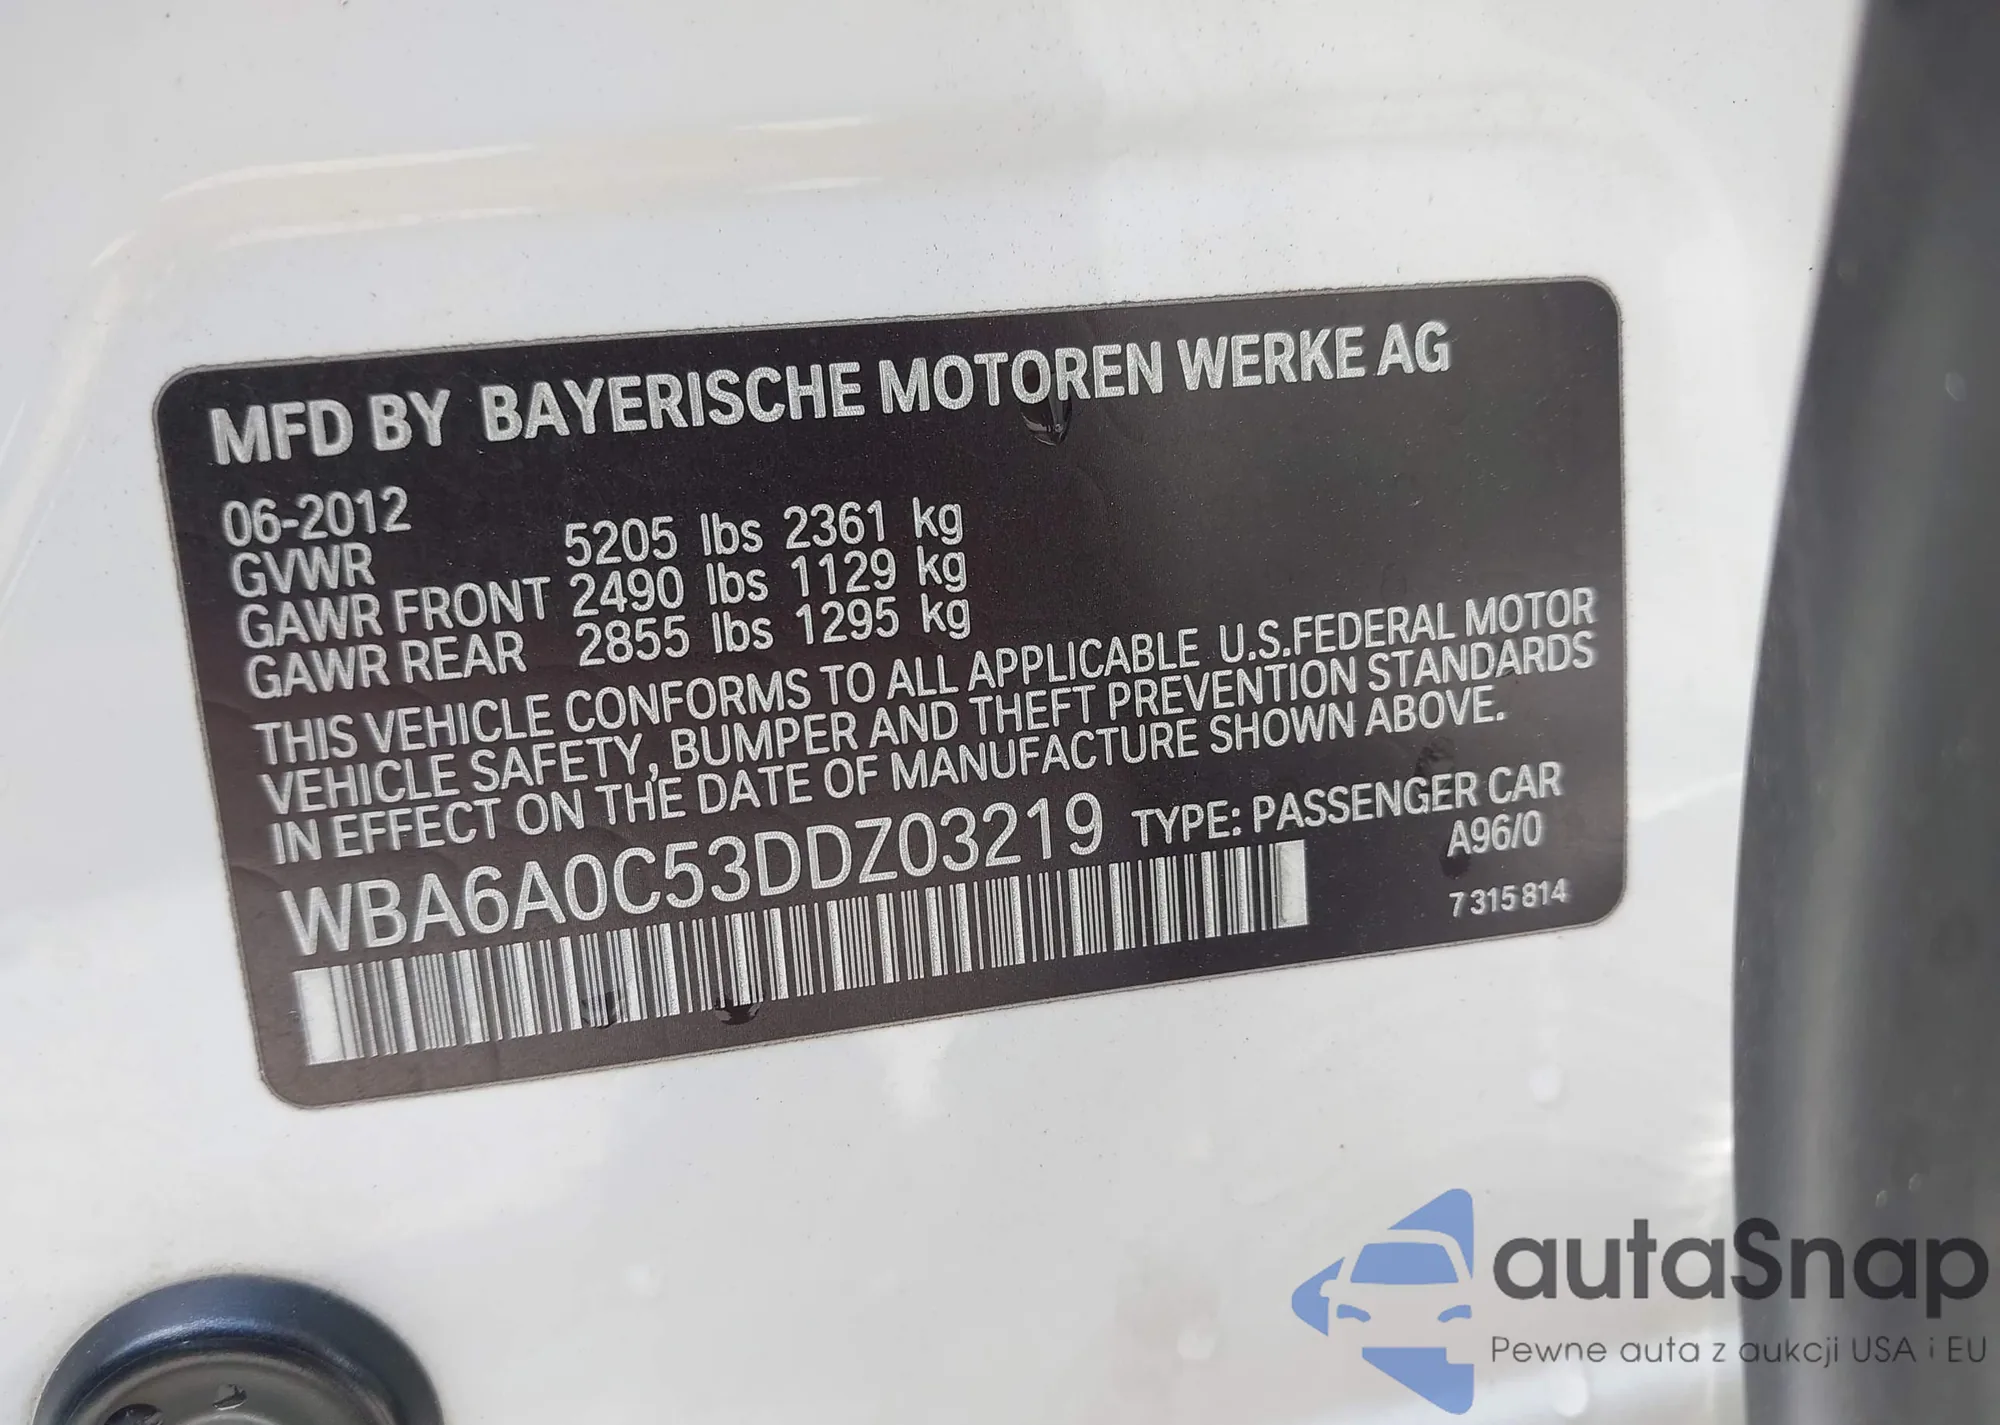 MFD BY BAYERISCHE MOTOREN WERKE AG
06-2012
GVWR 5205 lbs 2361 kg
GAWR FRONT 2490 lbs 1129 kg
GAWR REAR 2855 lbs 1295 kg
THIS VEHICLE CONFORMS TO ALL APPLICABLE U.S.FEDERAL MOTOR
VEHICLE SAFETY, BUMPER AND THEFT PREVENTION STANDARDS
IN EFFECT ON THE DATE OF MANUFACTURE SHOWN ABOVE.
WBA6A0C53DDZ03219 TYPE: PASSENGER CAR
A96/0
7 315 814
autaSnap
Pewne auta z aukcji USA i EU